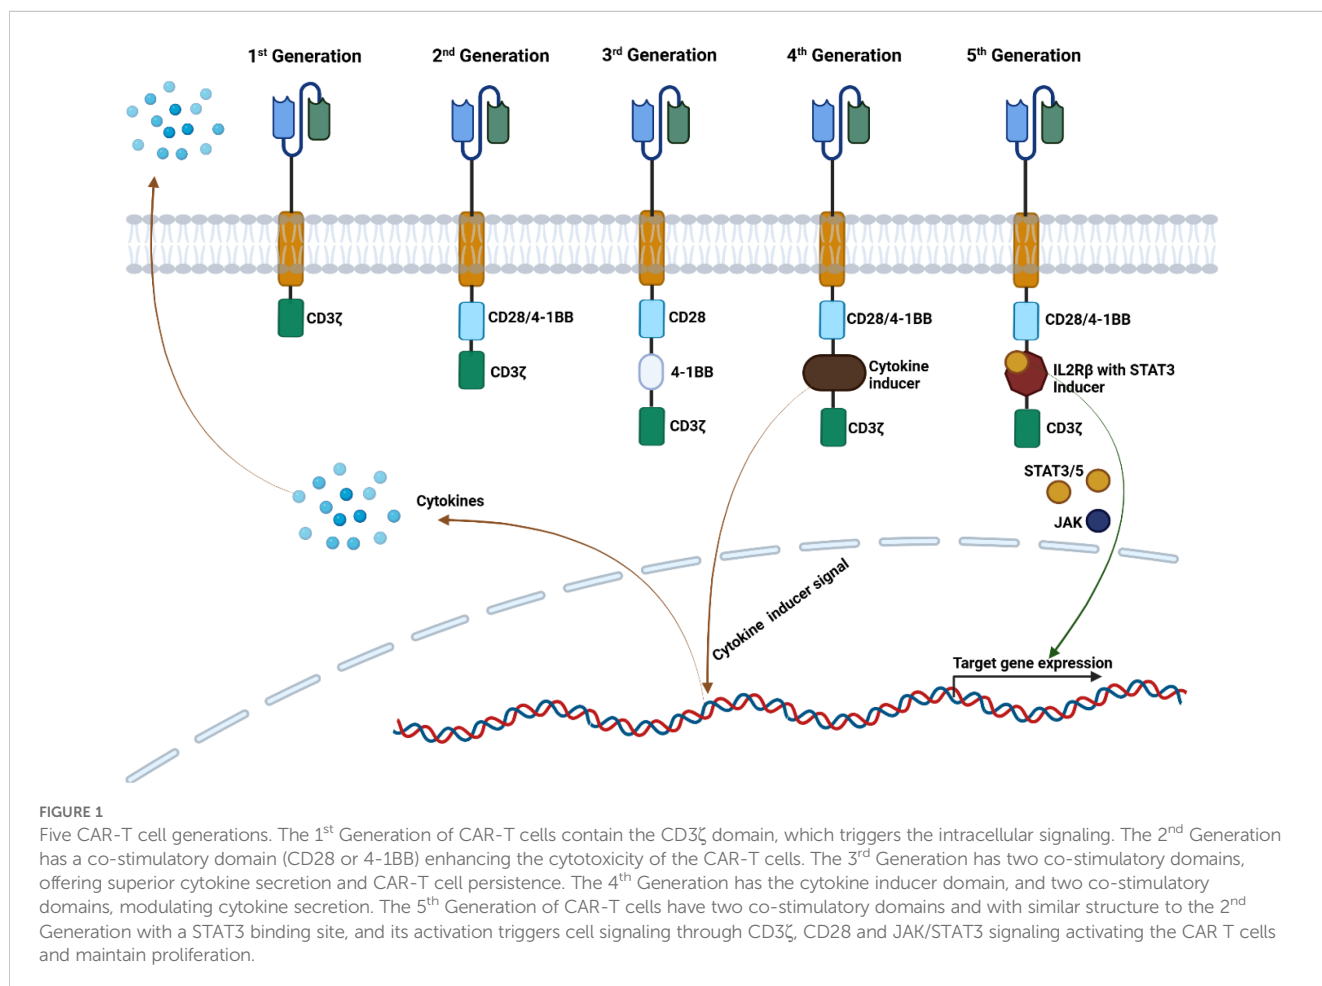 1st Generation
2nd Generation
3rd Generation
4th Generation
5th Generation
CD3ζ
CD28/4-1BB
CD3ζ
CD28
4-1BB
CD3ζ
CD28/4-1BB
Cytokine
inducer
CD3ζ
CD28/4-1BB
IL2Rβ with STAT3
Inducer
CD3ζ
STAT3/5
JAK
Cytokines
Cytokine inducer signal
Target gene expression
FIGURE 1
Five CAR-T cell generations. The 1st Generation of CAR-T cells contain the CD3ζ domain, which triggers the intracellular signaling. The 2nd Generation
has a co-stimulatory domain (CD28 or 4-1BB) enhancing the cytotoxicity of the CAR-T cells. The 3rd Generation has two co-stimulatory domains,
offering superior cytokine secretion and CAR-T cell persistence. The 4th Generation has the cytokine inducer domain, and two co-stimulatory
domains, modulating cytokine secretion. The 5th Generation of CAR-T cells have two co-stimulatory domains and with similar structure to the 2nd
Generation with a STAT3 binding site, and its activation triggers cell signaling through CD3ζ, CD28 and JAK/STAT3 signaling activating the CAR T cells
and maintain proliferation.